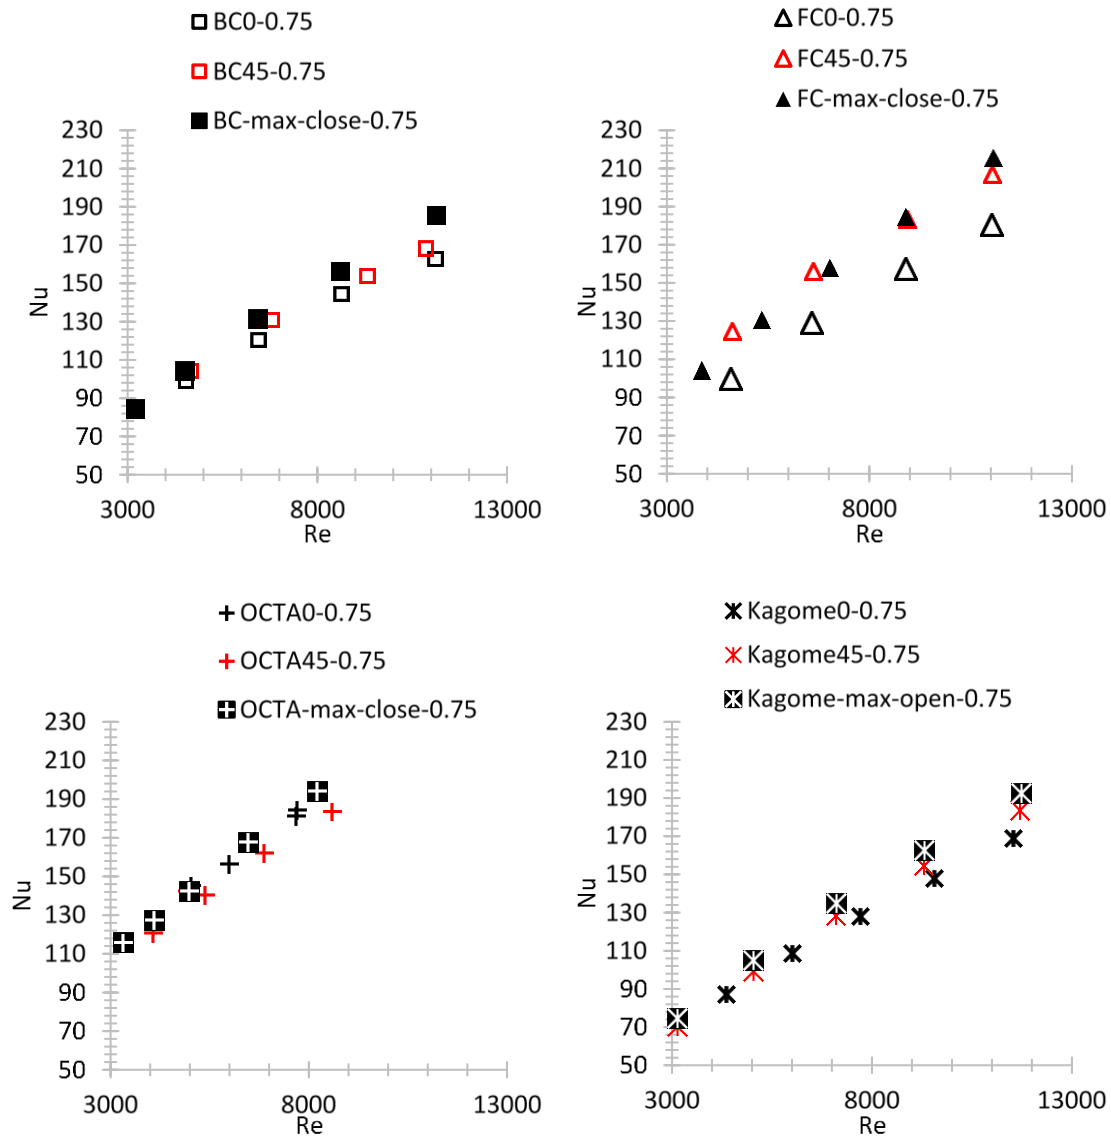 BC0-0.75
BC45-0.75
BC-max-close-0.75
230
210
190
170
150
130
110
90
70
50
Nu
3000 8000 13000
Re
FC0-0.75
FC45-0.75
FC-max-close-0.75
230
210
190
170
150
130
110
90
70
50
Nu
3000 8000 13000
Re
OCTA0-0.75
OCTA45-0.75
OCTA-max-close-0.75
230
210
190
170
150
130
110
90
70
50
Nu
3000 8000 13000
Re
Kagome0-0.75
Kagome45-0.75
Kagome-max-open-0.75
230
210
190
170
150
130
110
90
70
50
Nu
3000 8000 13000
Re